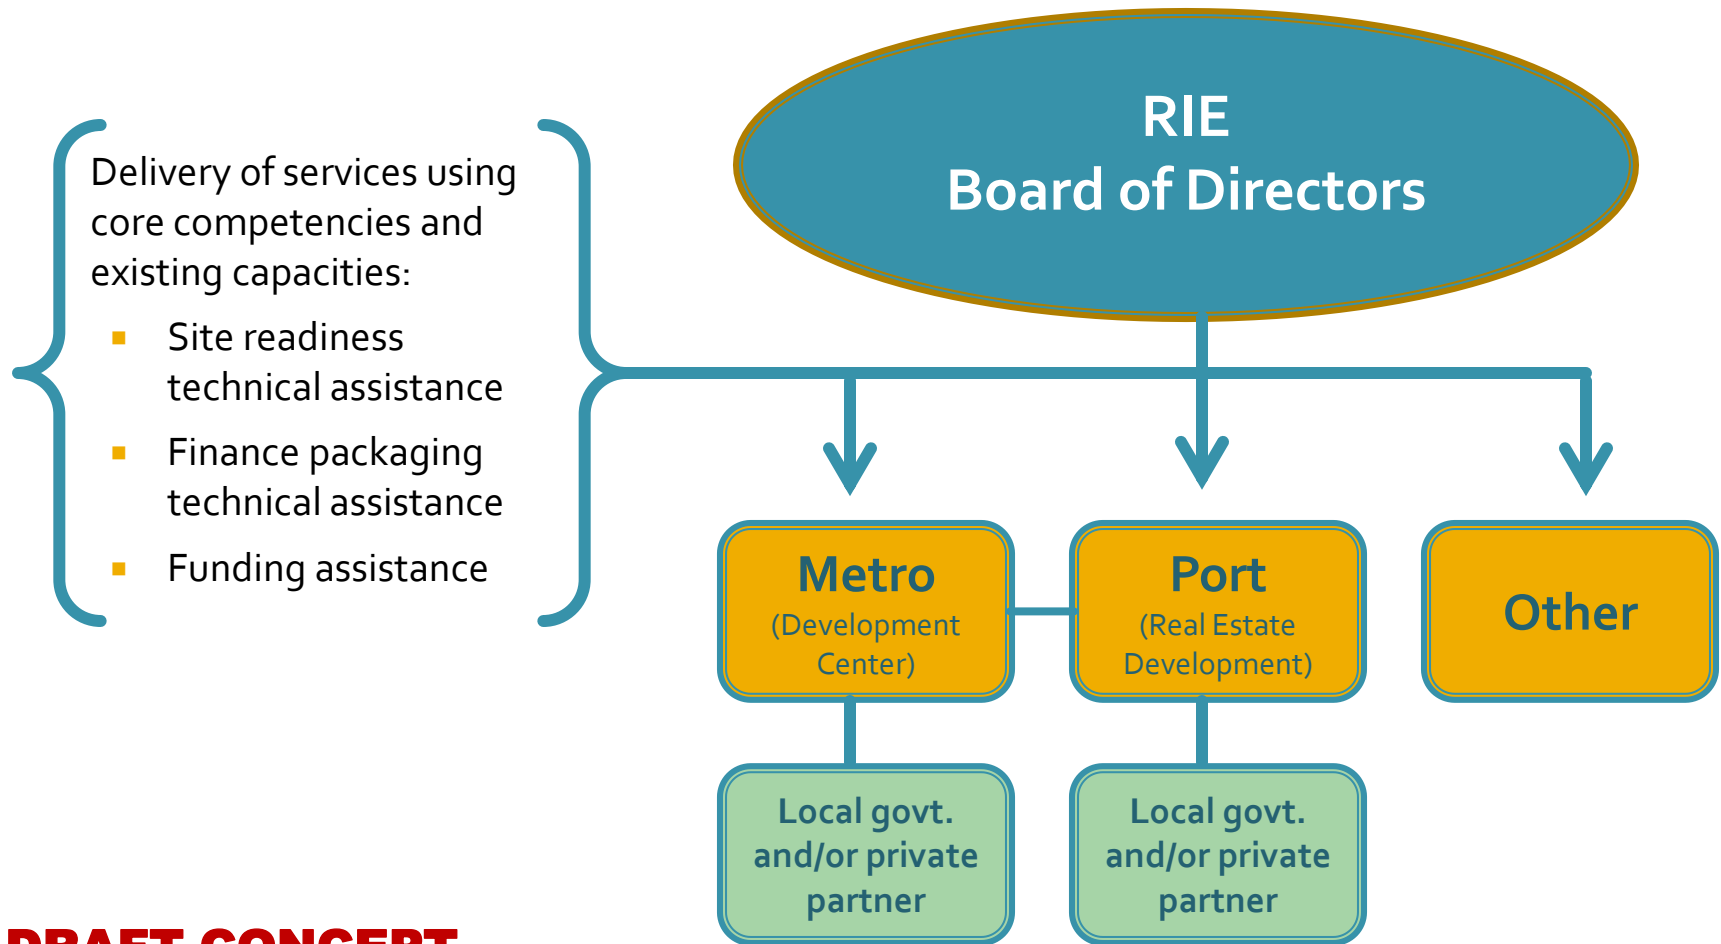 RIE
Board of Directors
Delivery of services using
core competencies and
existing capacities:
Site readiness
technical assistance
Finance packaging
technical assistance
Funding assistance
Metro
(Development
Center)
Port
(Real Estate
Development)
Other
Local govt.
and/or private
partner
Local govt.
and/or private
partner
DRAFT CONCEPT